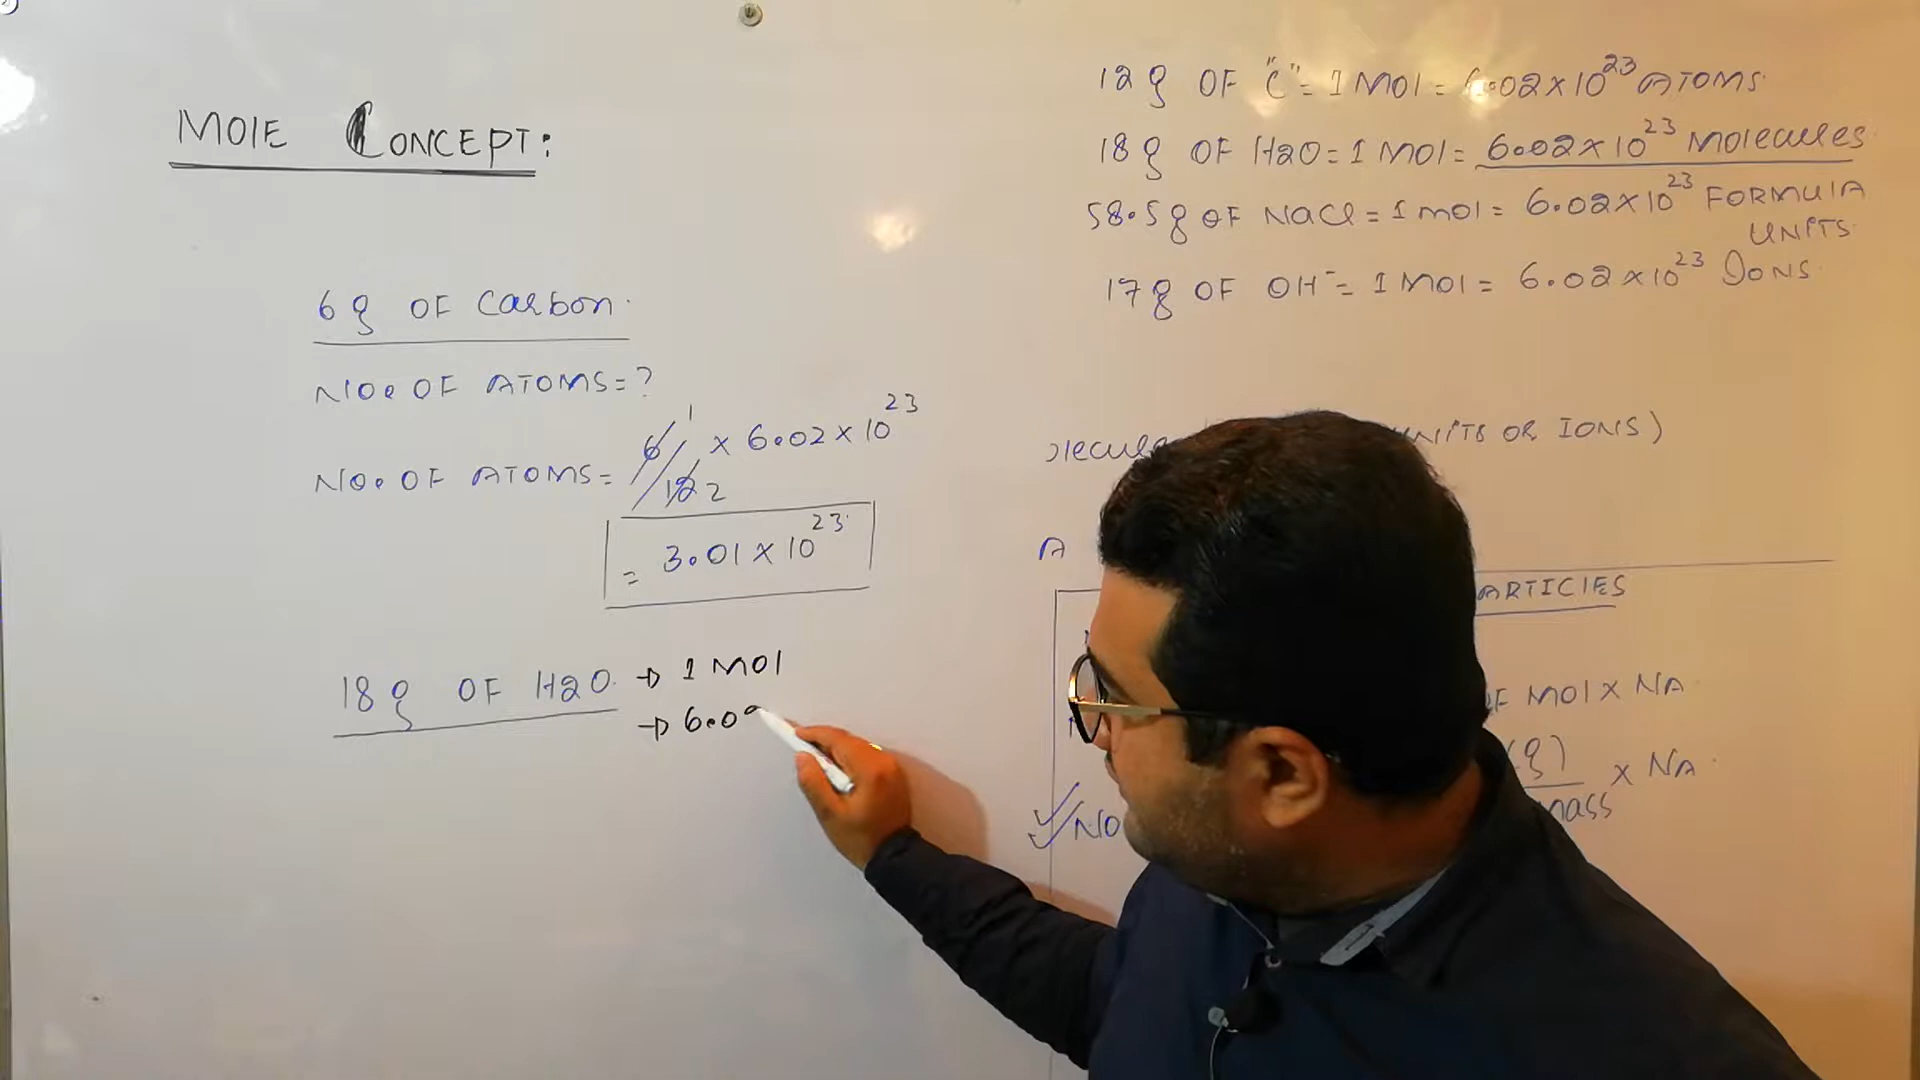 MOLE CONCEPT:
6g OF Carbon.
NO. OF ATOMS=?
NO. OF ATOMS= 6/12 1 2 x 6.02 x 10^23
= 3.01 x 10^23
18g OF H2O. → 1 MOl
→ 6.0
12g OF "C" = 1 MOl = 6.02x10^23 ATOMS.
18g OF H2O = 1 MOl = 6.02x10^23 Molecules
58.5g OF NaCl = 1 mol = 6.02x10^23 FORMULA
UNITS.
17g OF OH- = 1 MOl = 6.02x10^23 IONS.
OR IONS)
A
ARTICLES
MOl x NA
(g) x NA.
mass
NO